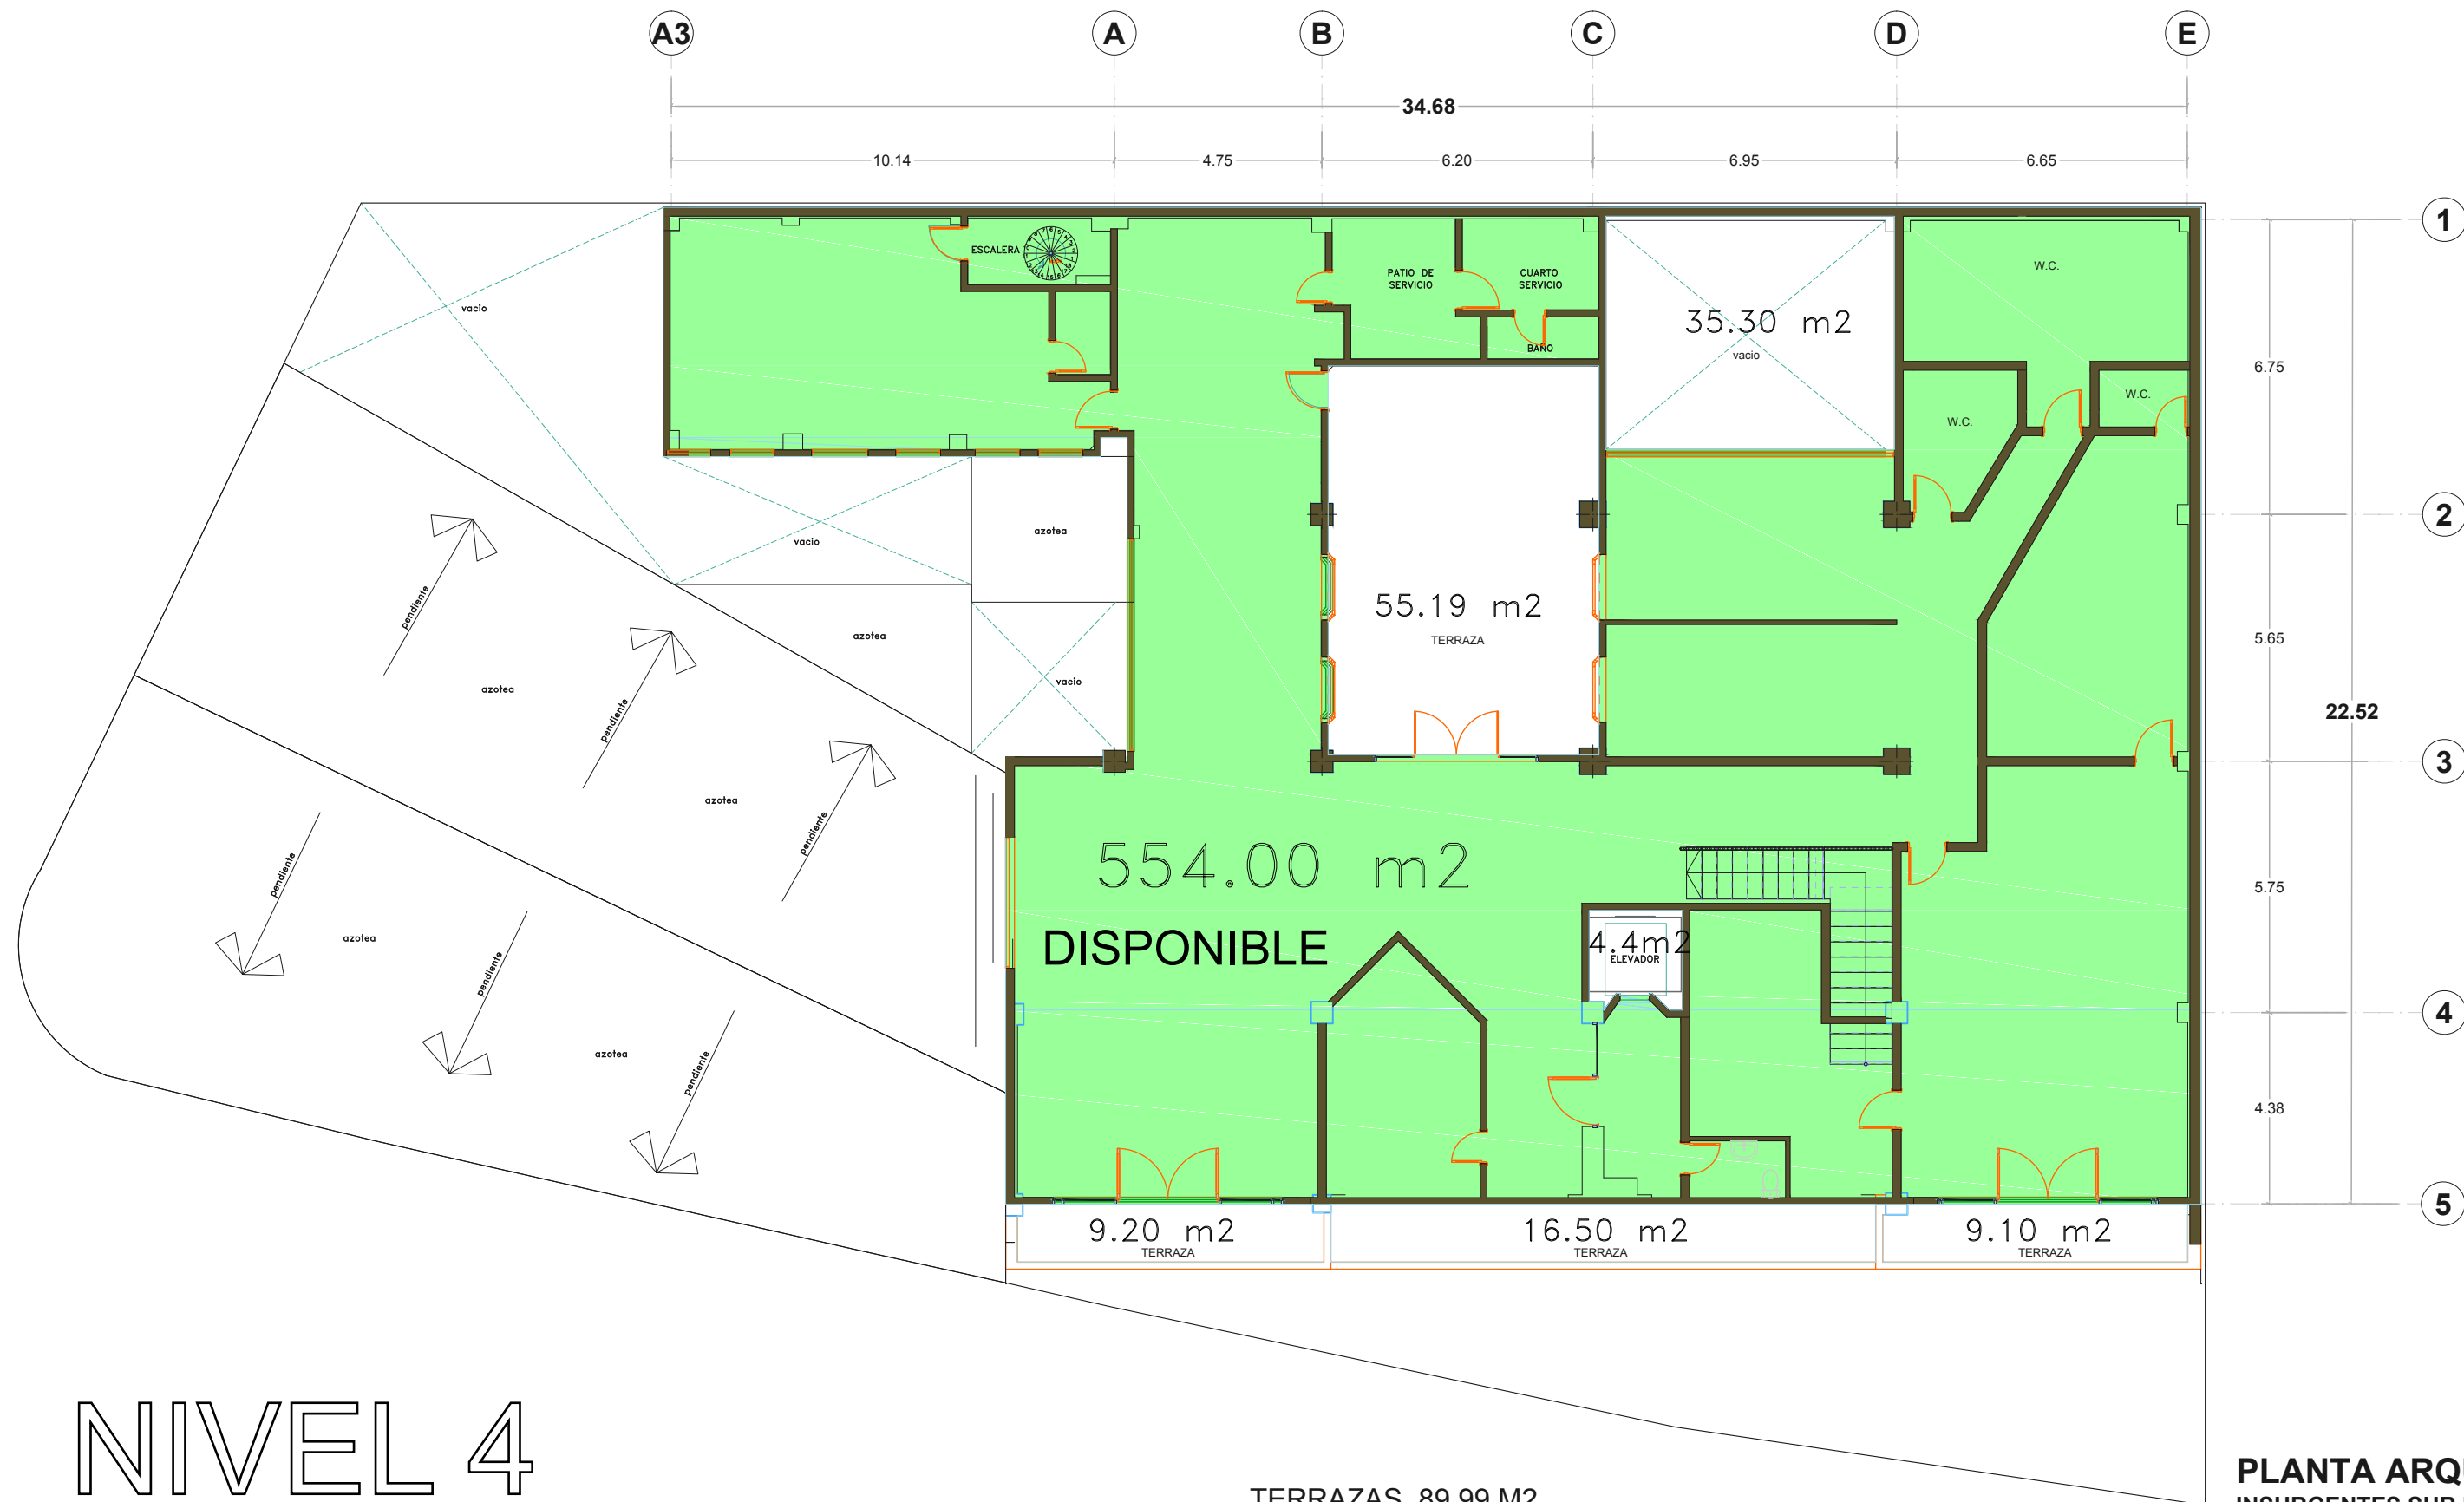 A3 A B C D E
34.68
10.14 4.75 6.20 6.95 6.65
1
ESCALERA
PATIO DE
SERVICIO
CUARTO
SERVICIO
W.C.
vacio
35.30 m2
BAÑO
vacio
6.75
W.C.
W.C.
2
azotea
vacio
pendiente
55.19 m2
TERRAZA
5.65
azotea
vacio
azotea
pendiente
22.52
3
azotea
pendiente
554.00 m2
pendiente
5.75
DISPONIBLE
4.4m2
ELEVADOR
azotea
pendiente
4
azotea
pendiente
4.38
5
9.20 m2
TERRAZA
16.50 m2
TERRAZA
9.10 m2
TERRAZA
NIVEL 4
PLANTA ARQ
TERRAZAS 89.99 M2
INSURGENTES SUR